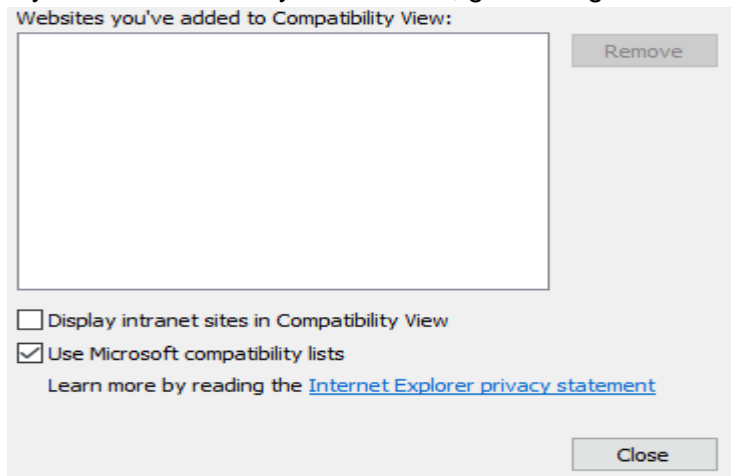 Websites you've added to Compatibility View:
Remove
Display intranet sites in Compatibility View
Use Microsoft compatibility lists
Learn more by reading the Internet Explorer privacy statement
Close